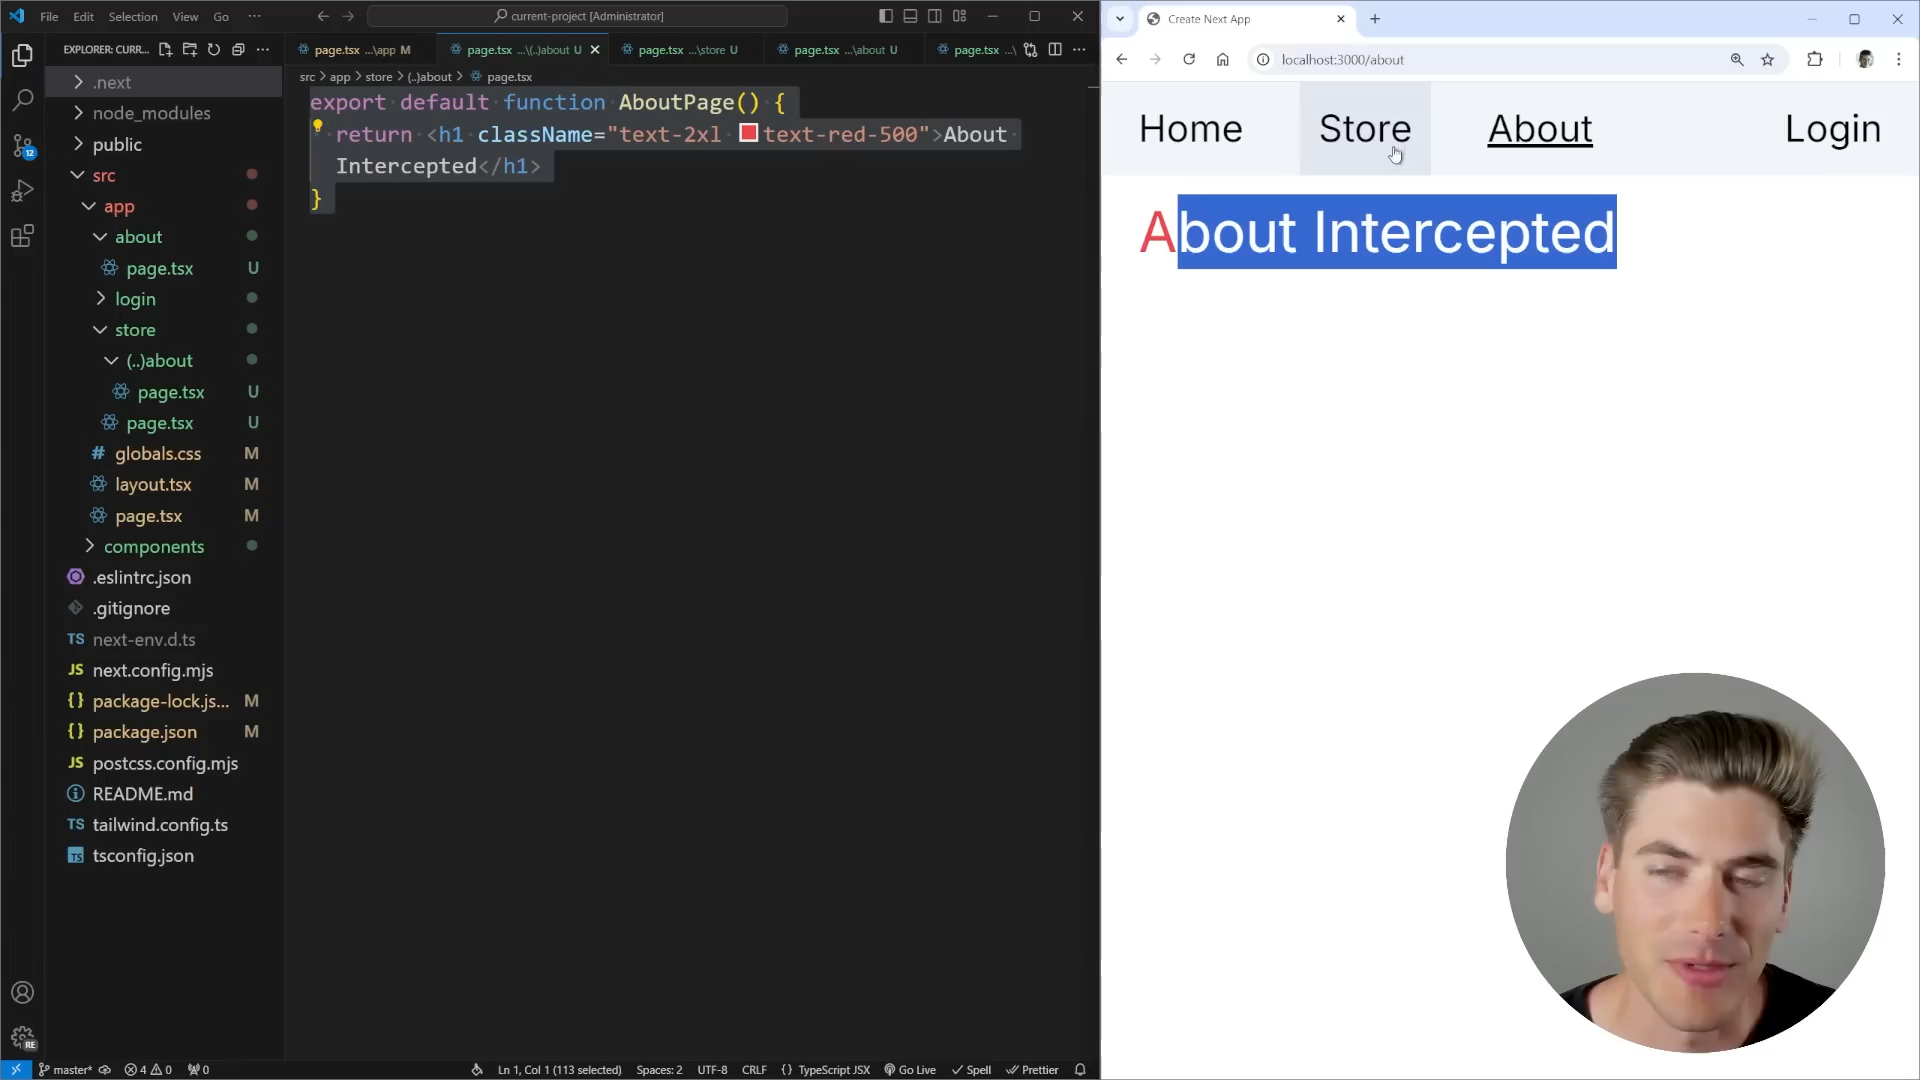 File Edit Selection View Go ···
current-project [Administrator]
EXPLORER: CURR...
.next
node_modules
public
src
app
about
page.tsx U
login
store
(..)about
page.tsx U
page.tsx U
globals.css M
layout.tsx M
page.tsx M
components
.eslintrc.json
.gitignore
next-env.d.ts
next.config.mjs
package-lock.js... M
package.json M
postcss.config.mjs
README.md
tailwind.config.ts
tsconfig.json
page.tsx ...\app M
page.tsx ...\(..)about U
page.tsx ...\store U
page.tsx ...\about U
page.tsx ...\
src > app > store > (..)about > page.tsx
export default function AboutPage() {
return <h1 className="text-2xl text-red-500">About
Intercepted</h1>
}
12
RE
master* 4 0 0
Ln 1, Col 1 (113 selected) Spaces: 2 UTF-8 CRLF {} TypeScript JSX Go Live Spell Prettier
Create Next App
localhost:3000/about
Home Store About Login
About Intercepted